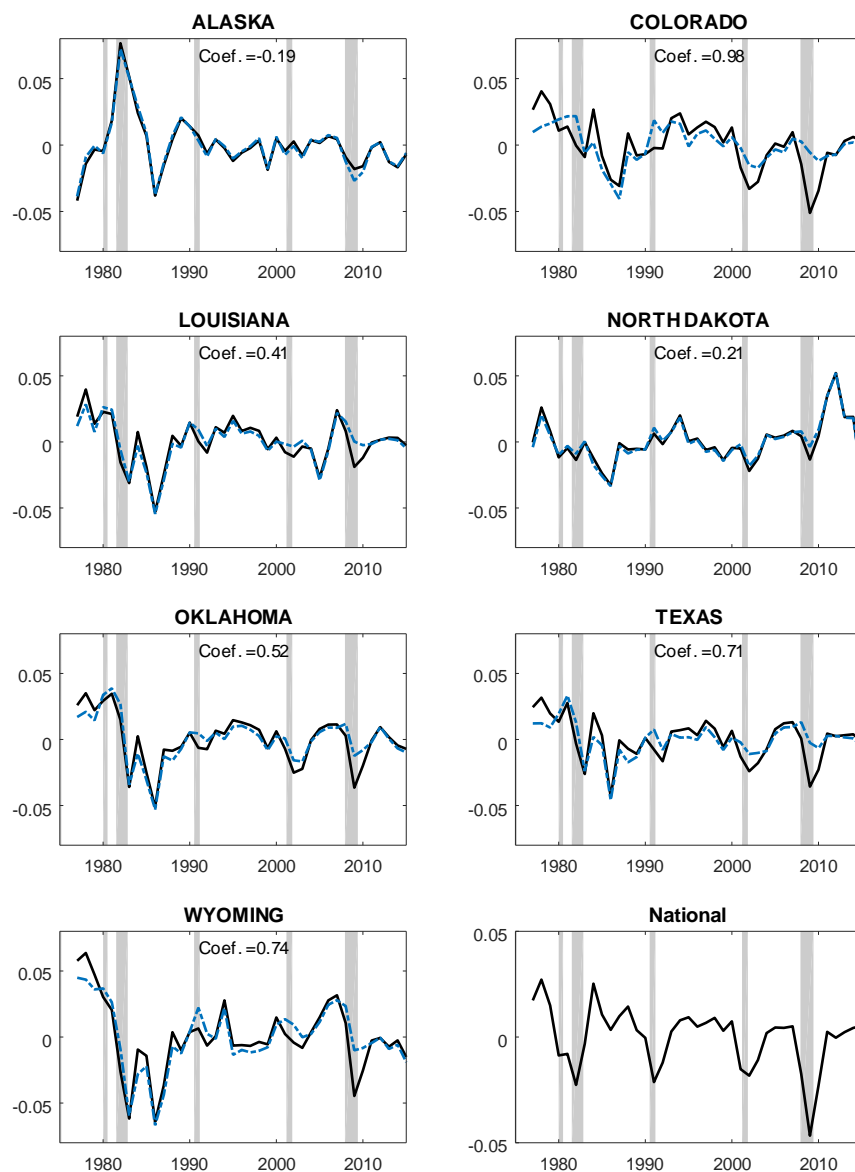 ALASKA
Coef.=-0.19
0.05
0
-0.05
1980 1990 2000 2010
COLORADO
Coef.=0.98
0.05
0
-0.05
1980 1990 2000 2010
LOUISIANA
Coef.=0.41
0.05
0
-0.05
1980 1990 2000 2010
NORTH DAKOTA
Coef.=0.21
0.05
0
-0.05
1980 1990 2000 2010
OKLAHOMA
Coef.=0.52
0.05
0
-0.05
1980 1990 2000 2010
TEXAS
Coef.=0.71
0.05
0
-0.05
1980 1990 2000 2010
WYOMING
Coef.=0.74
0.05
0
-0.05
1980 1990 2000 2010
National
0.05
0
-0.05
1980 1990 2000 2010